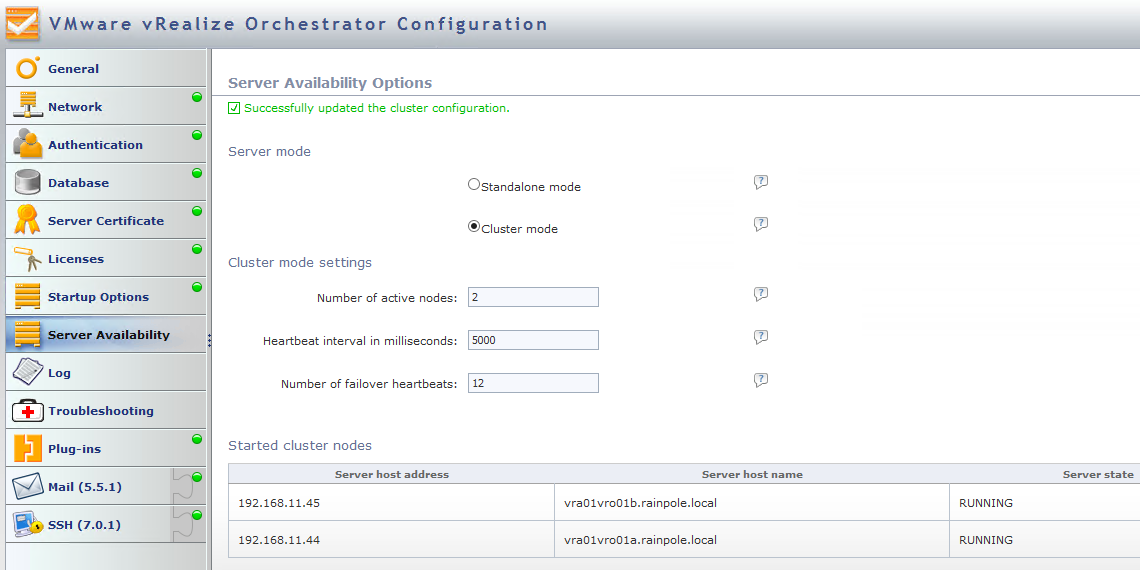 VMware vRealize Orchestrator Configuration
General
Network
Authentication
Database
Server Certificate
Licenses
Startup Options
Server Availability
Log
Troubleshooting
Plug-ins
Mail (5.5.1)
SSH (7.0.1)
Server Availability Options
Successfully updated the cluster configuration.
Server mode
Standalone mode ?
Cluster mode ?
Cluster mode settings
Number of active nodes: 2 ?
Heartbeat interval in milliseconds: 5000 ?
Number of failover heartbeats: 12 ?
Started cluster nodes
Server host address Server host name Server state
192.168.11.45 vra01vro01b.rainpole.local RUNNING
192.168.11.44 vra01vro01a.rainpole.local RUNNING